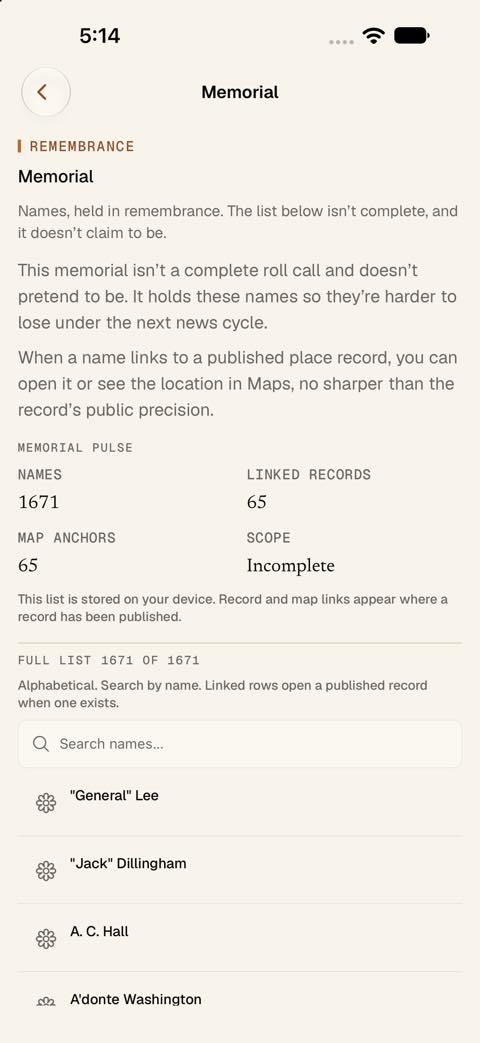 5:14
Memorial
REMEMBRANCE
Memorial
Names, held in remembrance. The list below isn’t complete, and
it doesn’t claim to be.
This memorial isn’t a complete roll call and doesn’t
pretend to be. It holds these names so they’re harder to
lose under the next news cycle.
When a name links to a published place record, you can
open it or see the location in Maps, no sharper than the
record’s public precision.
MEMORIAL PULSE
NAMES
1671
LINKED RECORDS
65
MAP ANCHORS
65
SCOPE
Incomplete
This list is stored on your device. Record and map links appear where a
record has been published.
FULL LIST 1671 OF 1671
Alphabetical. Search by name. Linked rows open a published record
when one exists.
Search names...
"General" Lee
"Jack" Dillingham
A. C. Hall
A'donte Washington